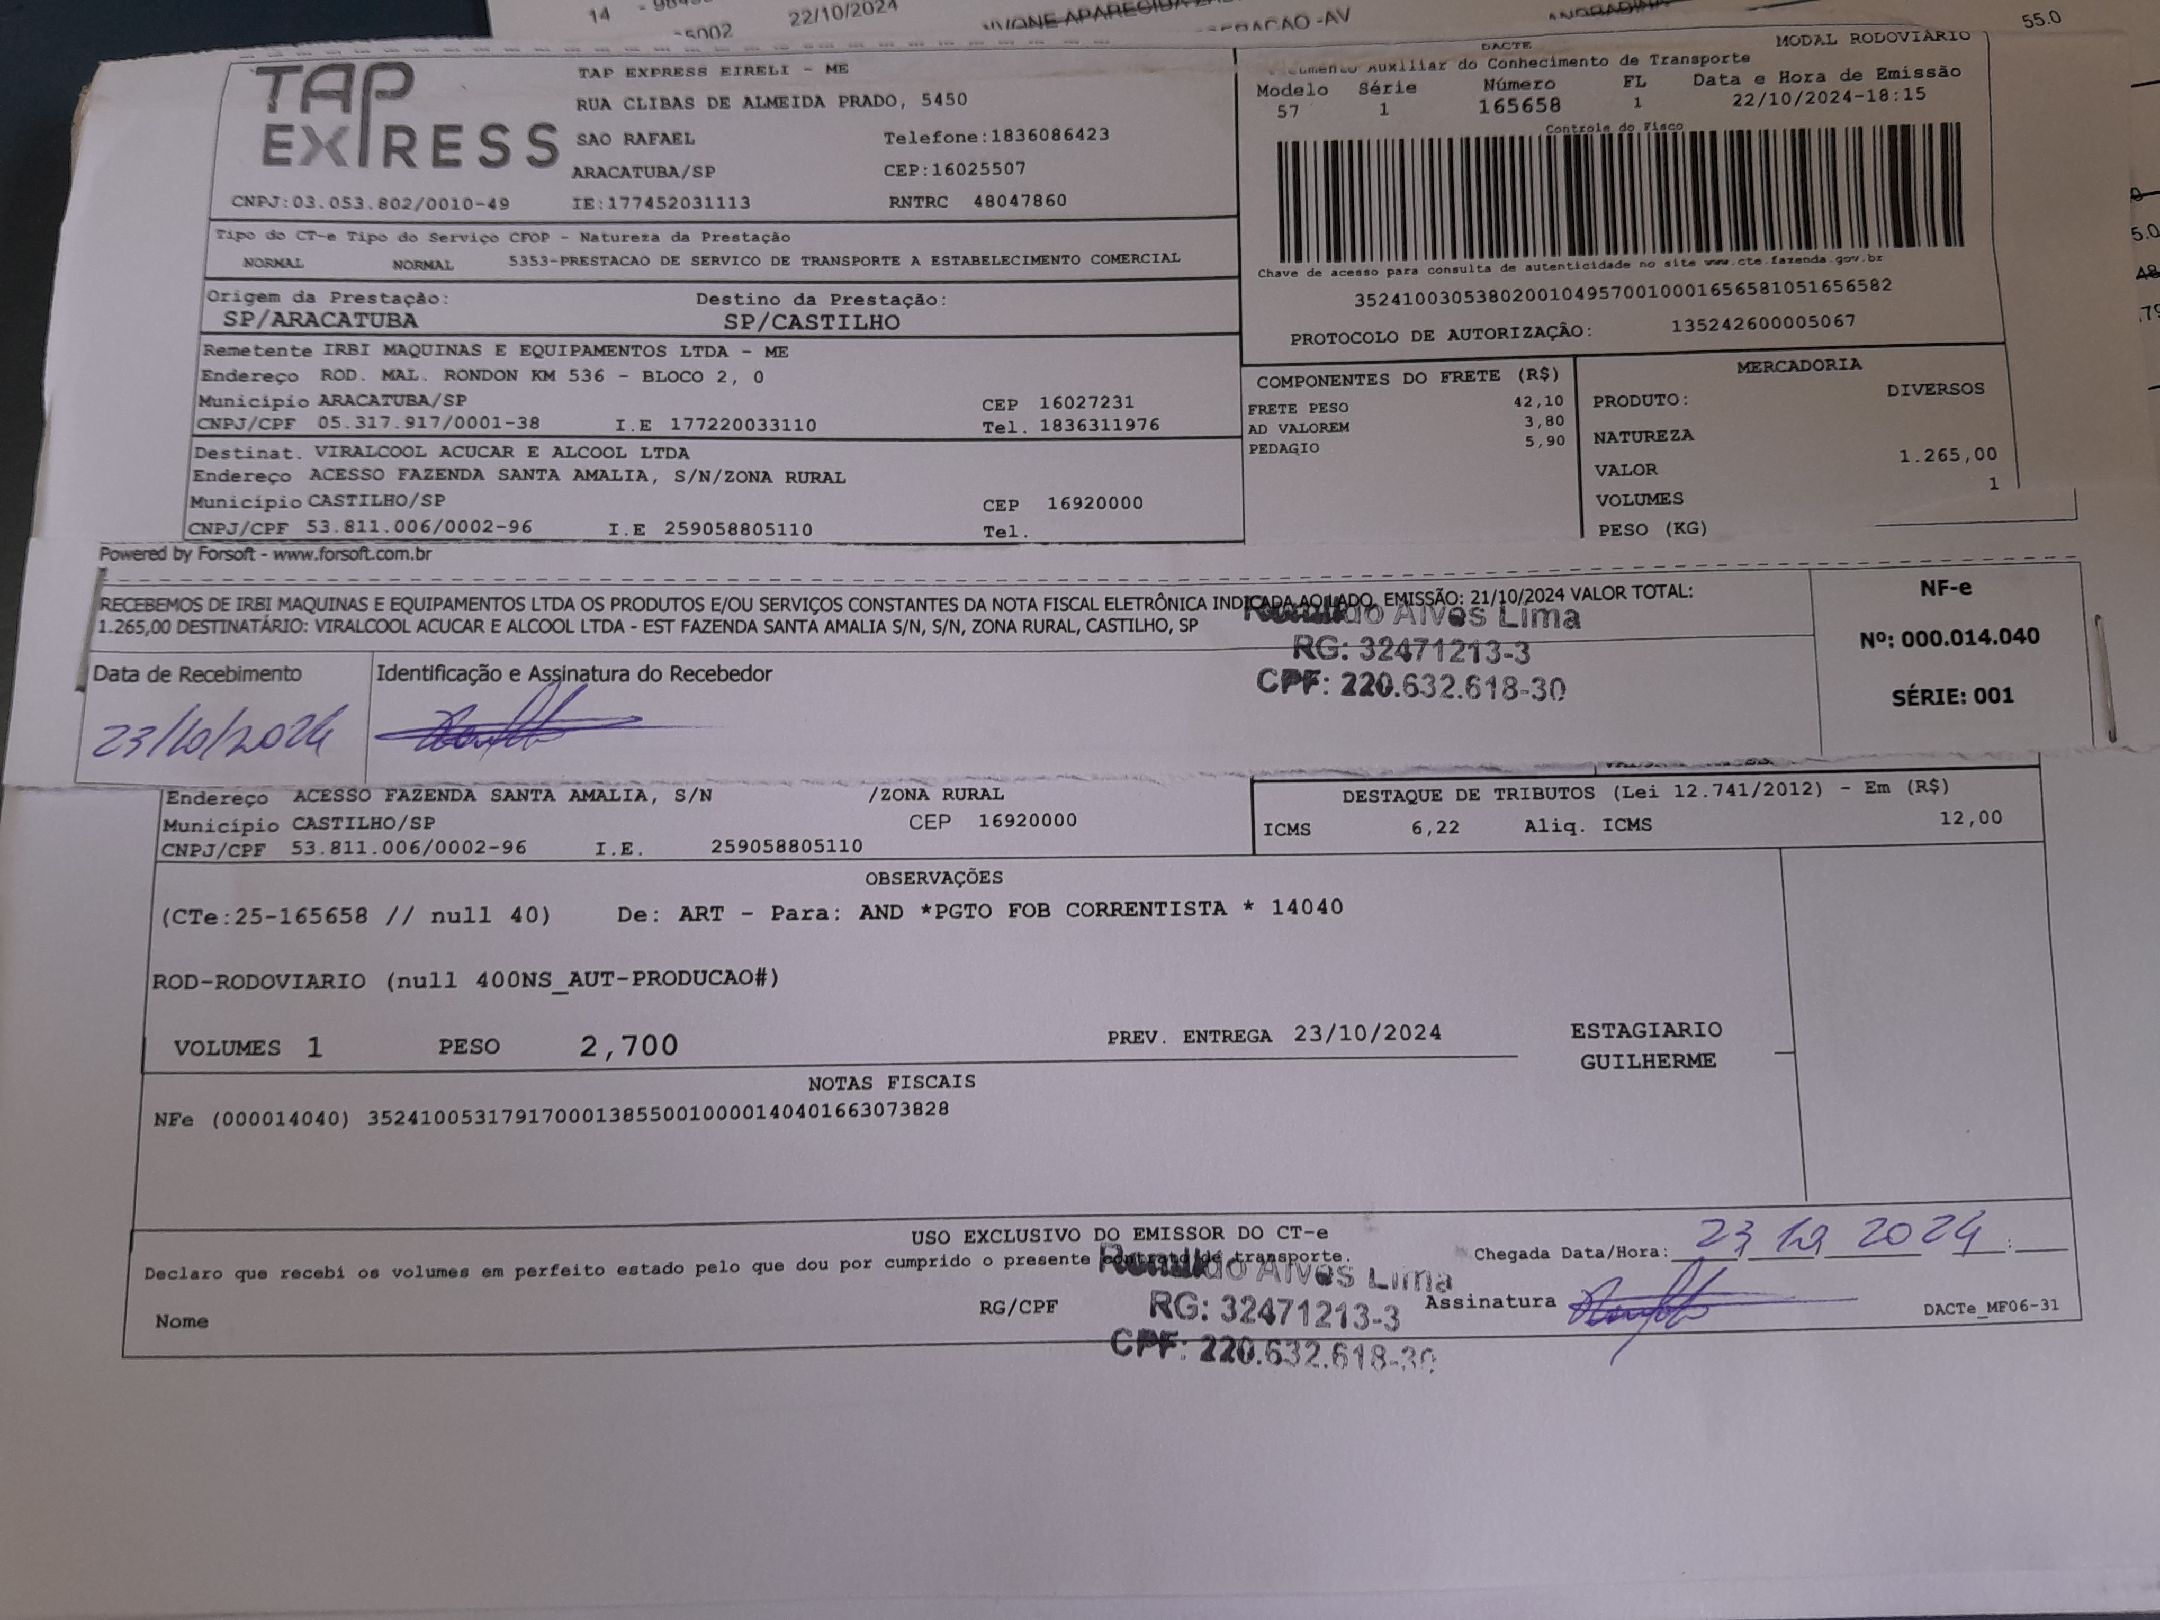 14
22/10/2024
55.0
TAP EXPRESS
TAP EXPRESS EIRELI - ME
RUA CLIBAS DE ALMEIDA PRADO, 5450
SAO RAFAEL Telefone:1836086423
ARACATUBA/SP CEP:16025507
CNPJ:03.053.802/0010-49 IE:177452031113 RNTRC 48047860
DACTE MODAL RODOVIÁRIO
Auxiliar do Conhecimento de Transporte
Modelo Série Número FL Data e Hora de Emissão
57 1 165658 1 22/10/2024-18:15
Controle do Fisco
Chave de acesso para consulta de autenticidade no site www.cte.fazenda.gov.br
35241003053802001049570010001656581051656582
PROTOCOLO DE AUTORIZAÇÃO: 135242600005067
Tipo do CT-e Tipo do Serviço CFOP - Natureza da Prestação
NORMAL NORMAL 5353-PRESTACAO DE SERVICO DE TRANSPORTE A ESTABELECIMENTO COMERCIAL
Origem da Prestação: Destino da Prestação:
SP/ARACATUBA SP/CASTILHO
Remetente IRBI MAQUINAS E EQUIPAMENTOS LTDA - ME
Endereço ROD. MAL. RONDON KM 536 - BLOCO 2, 0
Município ARACATUBA/SP CEP 16027231
CNPJ/CPF 05.317.917/0001-38 I.E 177220033110 Tel. 1836311976
Destinat. VIRALCOOL ACUCAR E ALCOOL LTDA
Endereço ACESSO FAZENDA SANTA AMALIA, S/N/ZONA RURAL
Município CASTILHO/SP CEP 16920000
CNPJ/CPF 53.811.006/0002-96 I.E 259058805110 Tel.
COMPONENTES DO FRETE (R$)
FRETE PESO 42,10
AD VALOREM 3,80
PEDAGIO 5,90
MERCADORIA
PRODUTO: DIVERSOS
NATUREZA
VALOR 1.265,00
VOLUMES 1
PESO (KG)
Powered by Forsoft - www.forsoft.com.br
RECEBEMOS DE IRBI MAQUINAS E EQUIPAMENTOS LTDA OS PRODUTOS E/OU SERVIÇOS CONSTANTES DA NOTA FISCAL ELETRÔNICA INDICADA AO LADO. EMISSÃO: 21/10/2024 VALOR TOTAL:
1.265,00 DESTINATÁRIO: VIRALCOOL ACUCAR E ALCOOL LTDA - EST FAZENDA SANTA AMALIA S/N, S/N, ZONA RURAL, CASTILHO, SP
Ronaldo Alves Lima
RG: 32471213-3
CPF: 220.632.618-30
NF-e
Nº: 000.014.040
SÉRIE: 001
Data de Recebimento Identificação e Assinatura do Recebedor
23/10/2024
Endereço ACESSO FAZENDA SANTA AMALIA, S/N /ZONA RURAL
Município CASTILHO/SP CEP 16920000
CNPJ/CPF 53.811.006/0002-96 I.E. 259058805110
DESTAQUE DE TRIBUTOS (Lei 12.741/2012) - Em (R$)
ICMS 6,22 Aliq. ICMS 12,00
OBSERVAÇÕES
(CTe:25-165658 // null 40) De: ART - Para: AND *PGTO FOB CORRENTISTA * 14040
ROD-RODOVIARIO (null 400NS_AUT-PRODUCAO#)
VOLUMES 1 PESO 2,700 PREV. ENTREGA 23/10/2024 ESTAGIARIO
GUILHERME
NOTAS FISCAIS
NFe (000014040) 35241005317917000138550010000140401663073828
USO EXCLUSIVO DO EMISSOR DO CT-e
Declaro que recebi os volumes em perfeito estado pelo que dou por cumprido o presente contrato de transporte.
Chegada Data/Hora: 23 10 2024 :
Ronaldo Alves Lima
RG: 32471213-3
CPF: 220.632.618-30
Nome RG/CPF Assinatura DACTe_MF06-31